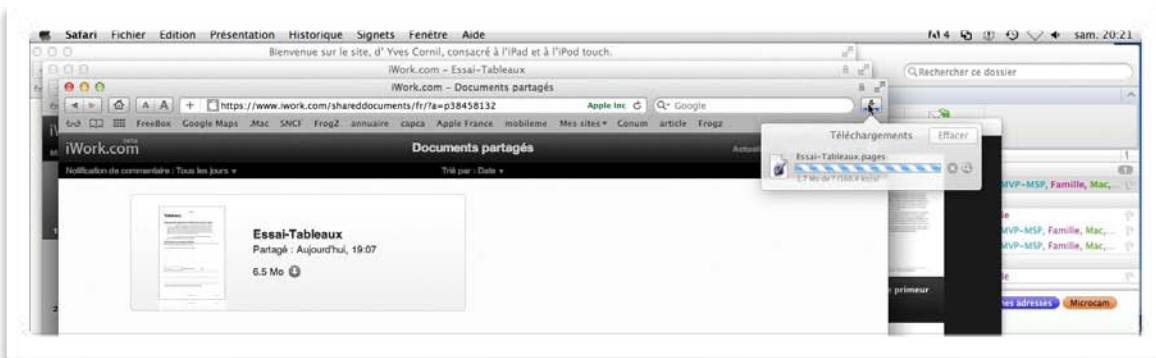 Safari Fichier Edition Présentation Historique Signets Fenêtre Aide sam. 20:21
Bienvenue sur le site, d' Yves Cornil, consacré à l'iPad et à l'iPod touch.
iWork.com – Essai-Tableaux
Rechercher ce dossier
iWork.com – Documents partagés
https://www.iwork.com/shareddocuments/fr/?a=p38458132 Apple Inc Google
FreeBox Google Maps .Mac SNCF Frog2 annuaire capca Apple France mobileme Mes sites Conum article Frogz
Téléchargements Effacer
iWork.com BETA
Documents partagés
Essai-Tableaux.pages
Notification de commentaire : Tous les jours
Trié par : Date
MVP-MSP, Famille, Mac,...
Essai-Tableaux
Partagé : Aujourd'hui, 19:07
6.5 Mo
MVP-MSP, Famille, Mac,...
MVP-MSP, Famille, Mac,...
primeur
mes adresses Microcam